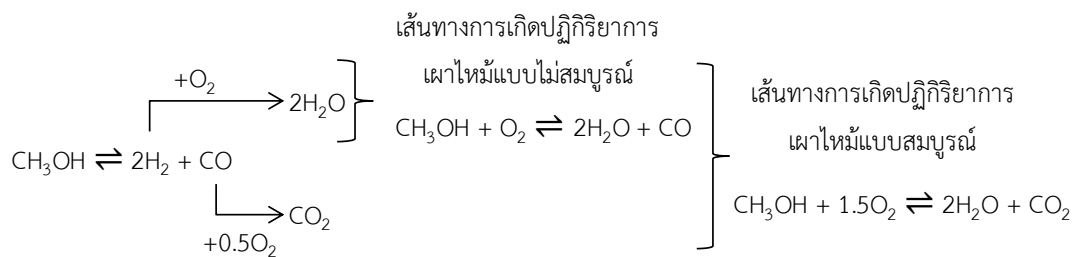 เส้นทางการเกิดปฏิกิริยาการ
เผาไหม้แบบไม่สมบูรณ์
+O₂
2H₂O
CH₃OH + O₂ ⇌ 2H₂O + CO
CH₃OH ⇌ 2H₂ + CO
CO₂
+0.5O₂
เส้นทางการเกิดปฏิกิริยาการ
เผาไหม้แบบสมบูรณ์
CH₃OH + 1.5O₂ ⇌ 2H₂O + CO₂